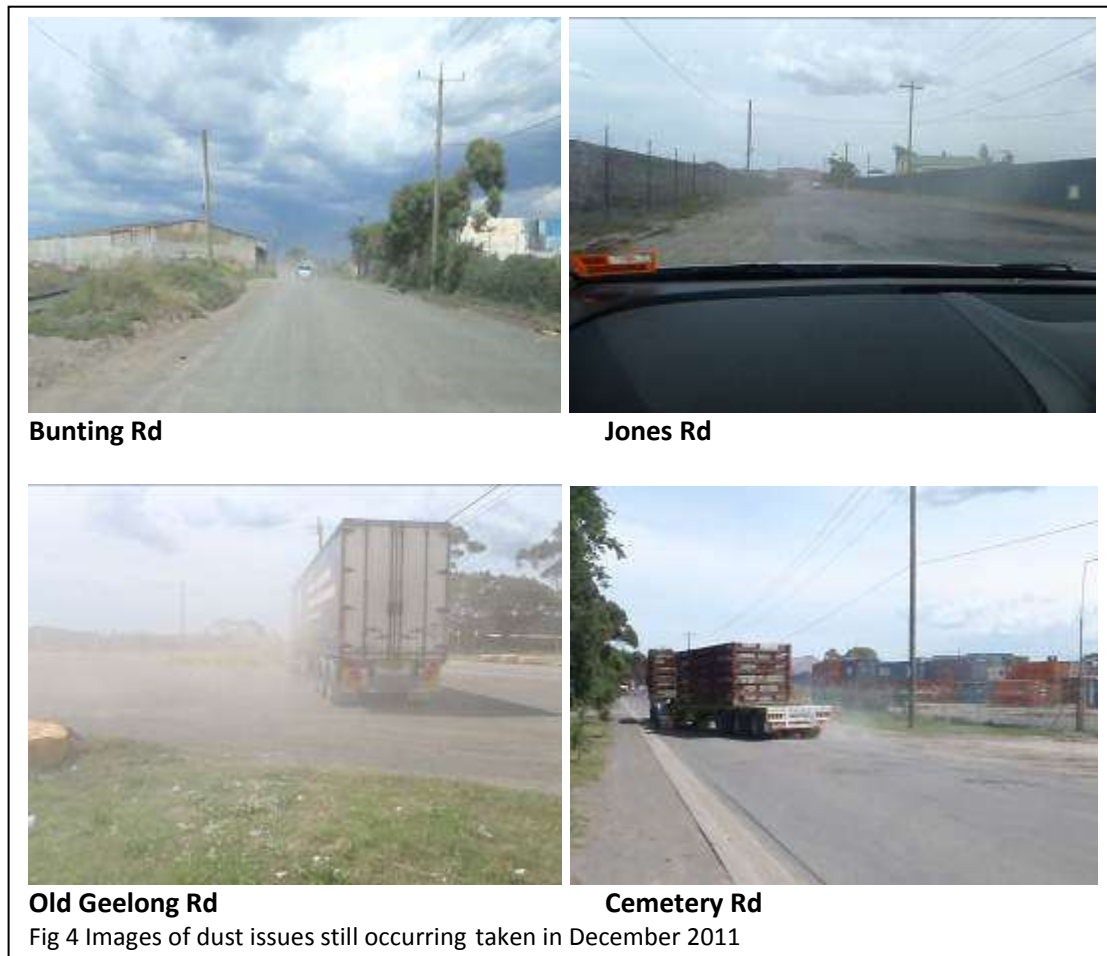 Bunting Rd
Jones Rd
Old Geelong Rd
Cemetery Rd
Fig 4 Images of dust issues still occurring taken in December 2011